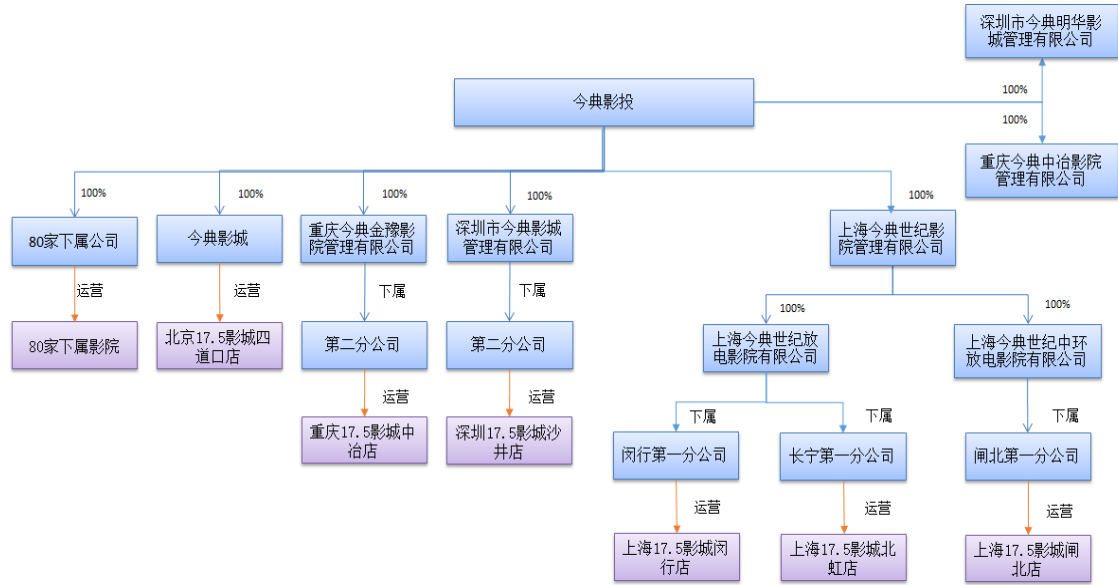 深圳市今典明华影
城管理有限公司
100%
今典影投
100%
重庆今典中冶影院
管理有限公司
100%
100%
100%
100%
100%
80家下属公司
今典影城
重庆今典金豫影
院管理有限公司
深圳市今典影城
管理有限公司
上海今典世纪影
院管理有限公司
运营
运营
下属
下属
100%
100%
80家下属影院
北京17.5影城四
道口店
第二分公司
第二分公司
上海今典世纪放
电影院有限公司
上海今典世纪中环
放电影院有限公司
运营
运营
下属
下属
下属
重庆17.5影城中
冶店
深圳17.5影城沙
井店
闵行第一分公司
长宁第一分公司
闸北第一分公司
运营
运营
运营
上海17.5影城闵
行店
上海17.5影城北
虹店
上海17.5影城闸
北店